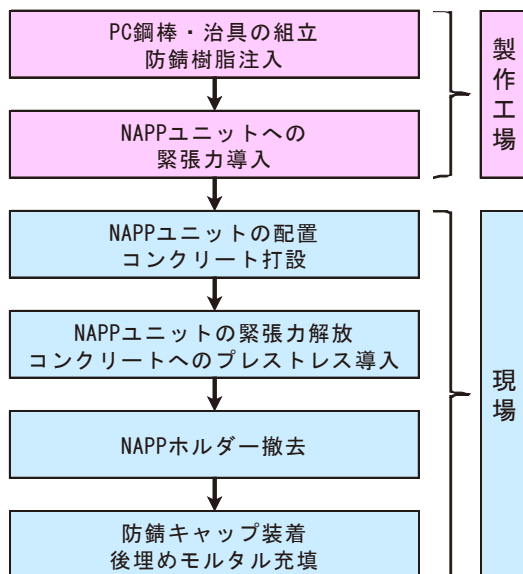 PC鋼棒・治具の組立
防錆樹脂注入
NAPPユニットへの
緊張力導入
製作工場
NAPPユニットの配置
コンクリート打設
NAPPユニットの緊張力解放
コンクリートへのプレストレス導入
NAPPホルダー撤去
防錆キャップ装着
後埋めモルタル充填
現場